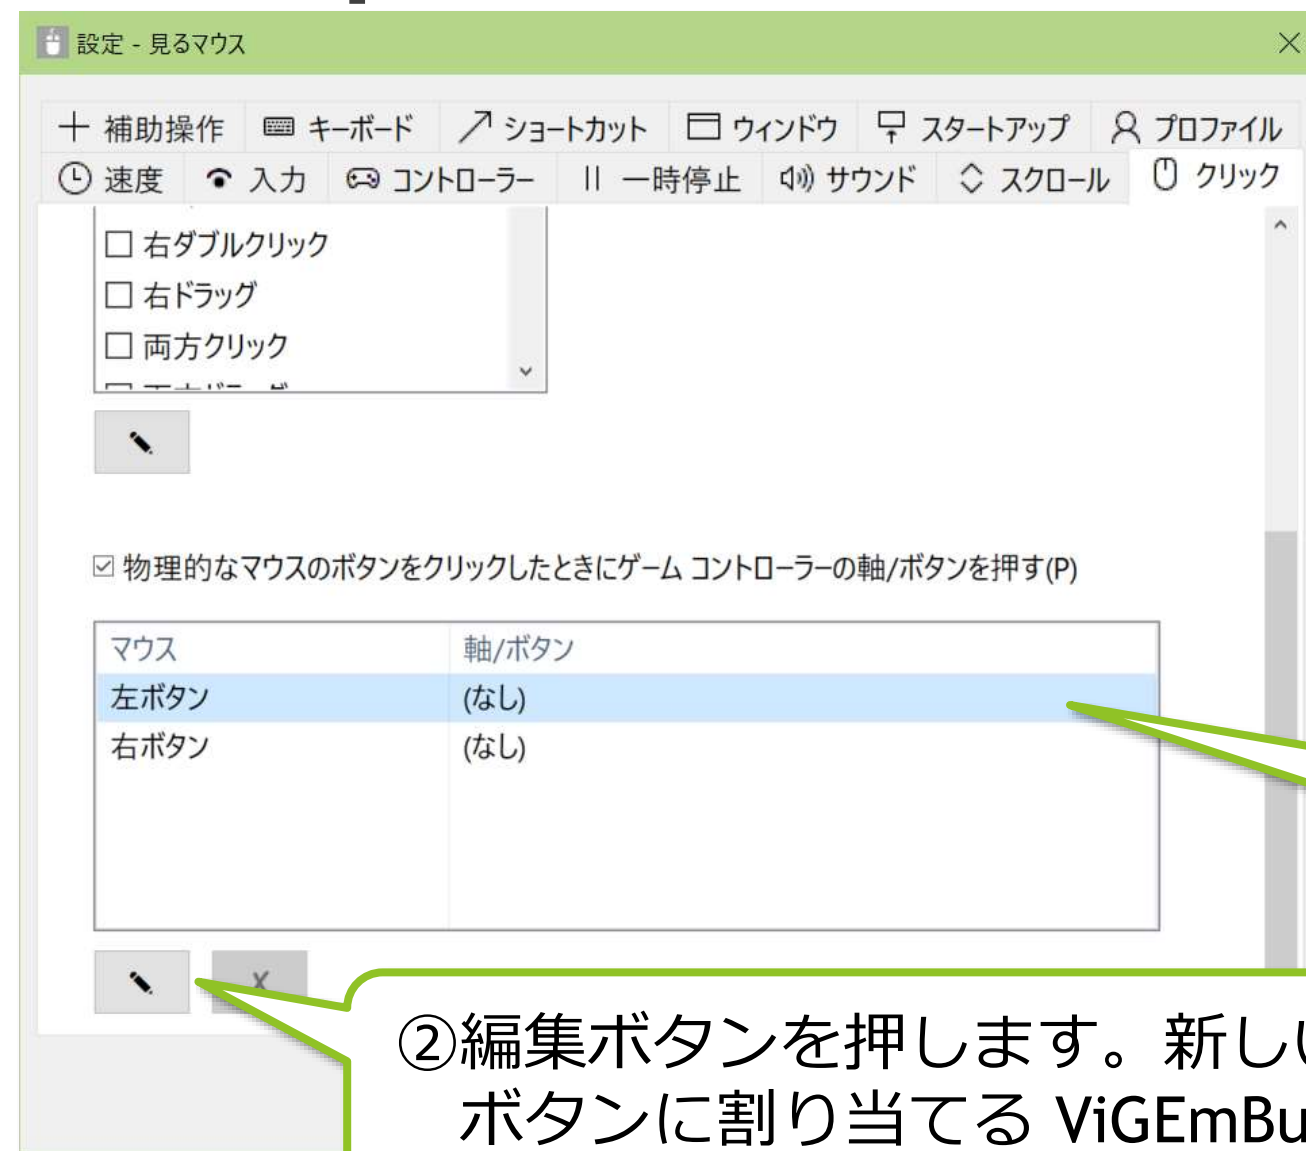 設定 - 見るマウス
補助操作 キーボード ショートカット ウィンドウ スタートアップ プロファイル
速度 入力 コントローラー 一時停止 サウンド スクロール クリック
右ダブルクリック
右ドラッグ
両方クリック
物理的なマウスのボタンをクリックしたときにゲーム コントローラーの軸/ボタンを押す(P)
マウス 軸/ボタン
左ボタン (なし)
右ボタン (なし)
②編集ボタンを押します。新しい
ボタンに割り当てる ViGEmBu